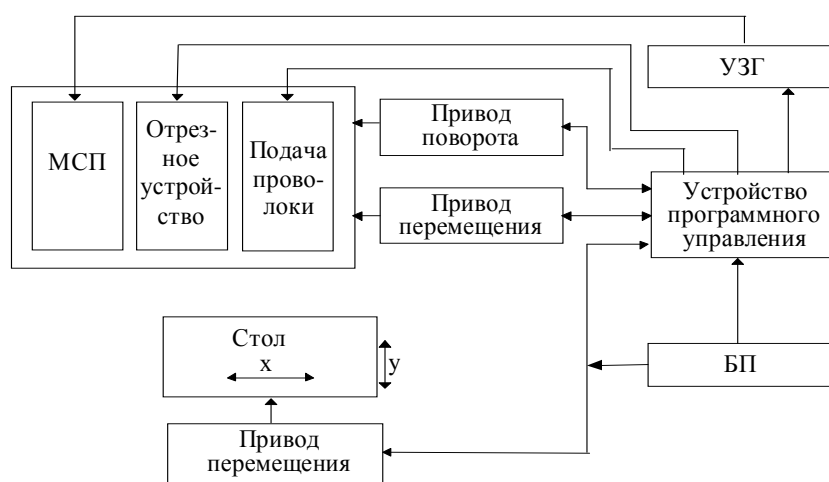 УЗГ
МСП
Отрез-
ное
устрой-
ство
Подача
прово-
локи
Привод
поворота
Привод
перемещения
Устройство
программного
управления
Стол
x
y
БП
Привод
перемещения